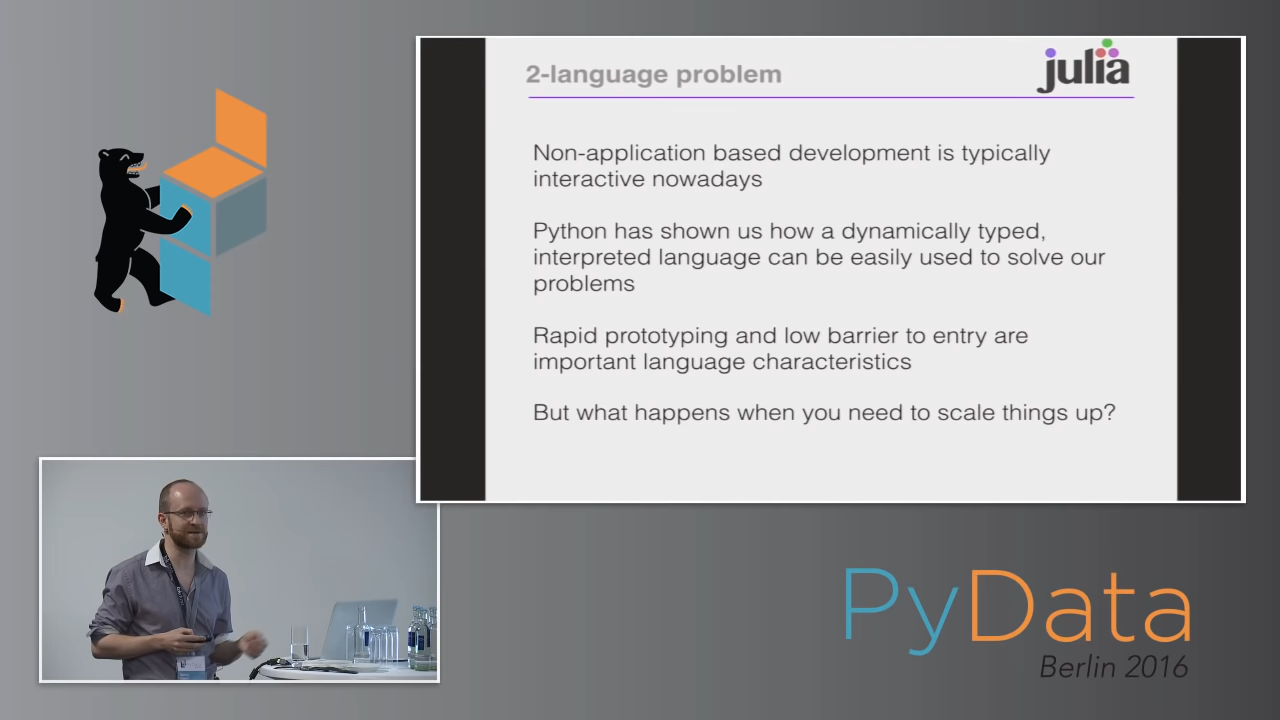 2-language problem
julia
Non-application based development is typically
interactive nowadays
Python has shown us how a dynamically typed,
interpreted language can be easily used to solve our
problems
Rapid prototyping and low barrier to entry are
important language characteristics
But what happens when you need to scale things up?
PyData
Berlin 2016